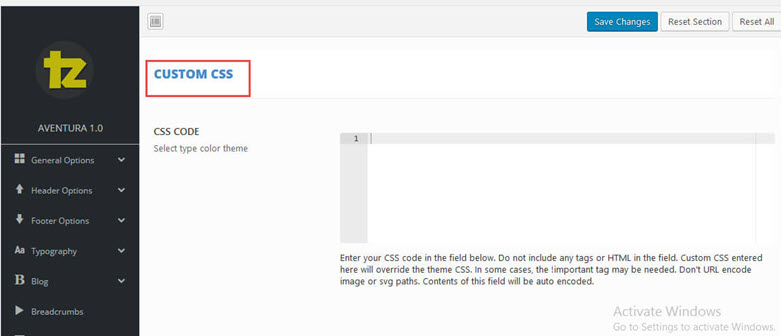 Save Changes
Reset Section
Reset All
tz
CUSTOM CSS
AVENTURA 1.0
CSS CODE
Select type color theme
1
General Options
Header Options
Footer Options
Aa Typography
B Blog
Breadcrumbs
Enter your CSS code in the field below. Do not include any tags or HTML in the field. Custom CSS entered
here will override the theme CSS. In some cases, the !important tag may be needed. Don't URL encode
image or svg paths. Contents of this field will be auto encoded.
Activate Windows
Go to Settings to activate Windows.